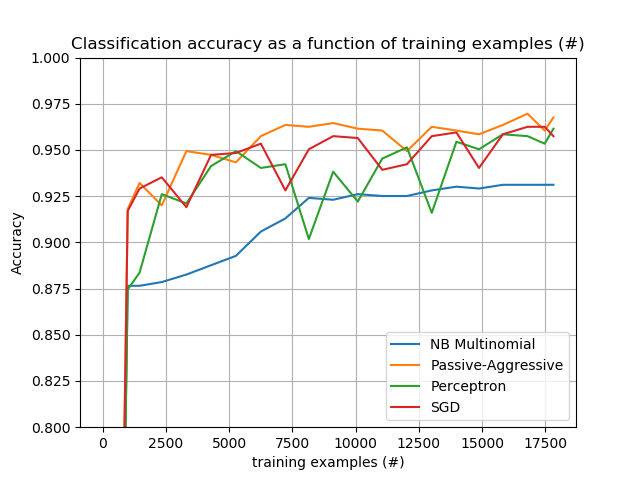 Classification accuracy as a function of training examples (#)
1.000
0.975
0.950
0.925
0.900
0.875
0.850
0.825
0.800
Accuracy
NB Multinomial
Passive-Aggressive
Perceptron
SGD
0 2500 5000 7500 10000 12500 15000 17500
training examples (#)